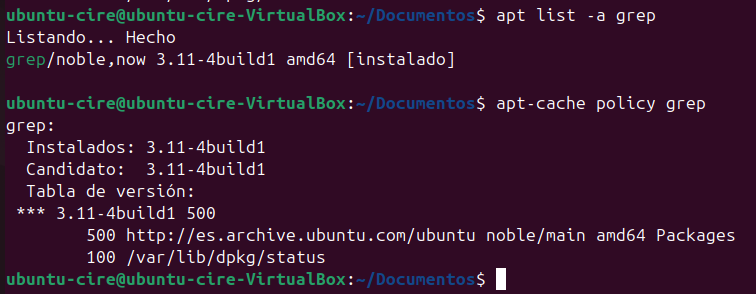 ubuntu-cire@ubuntu-cire-VirtualBox:~/Documentos$ apt list -a grep
Listando... Hecho
grep/noble,now 3.11-4build1 amd64 [instalado]
ubuntu-cire@ubuntu-cire-VirtualBox:~/Documentos$ apt-cache policy grep
grep:
  Instalados: 3.11-4build1
  Candidato:  3.11-4build1
  Tabla de versión:
 *** 3.11-4build1 500
        500 http://es.archive.ubuntu.com/ubuntu noble/main amd64 Packages
        100 /var/lib/dpkg/status
ubuntu-cire@ubuntu-cire-VirtualBox:~/Documentos$